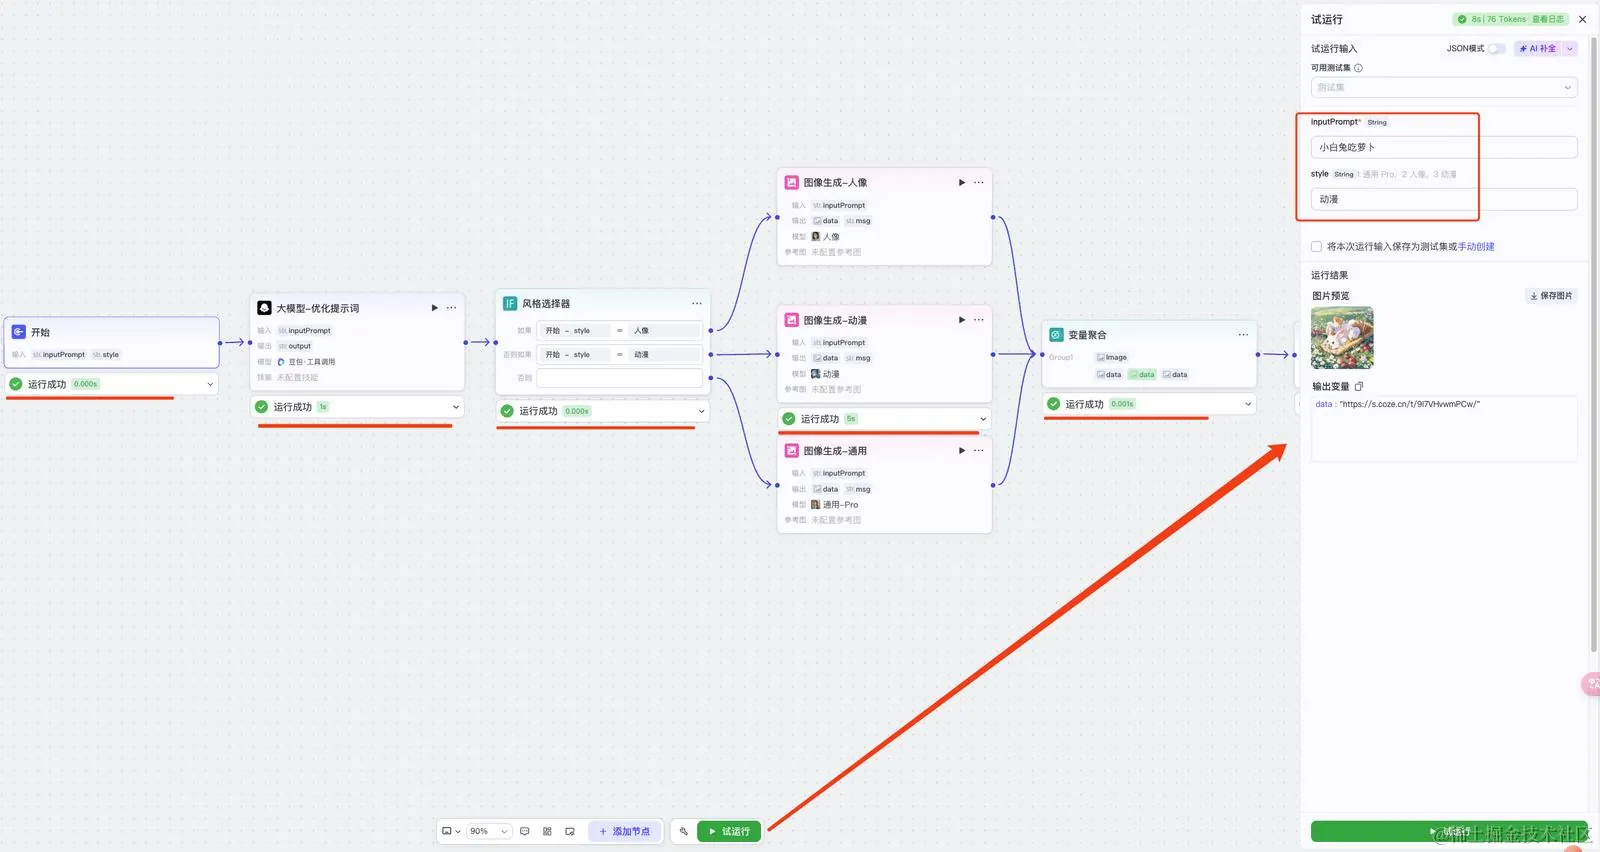 开始
输入 str. inputPrompt str. style
运行成功 0.000s
大模型-优化提示词
输入 str. inputPrompt
输出 str. output
模型 豆包·工具调用
技能 未配置技能
运行成功 1s
IF 风格选择器
如果 开始 - style = 人像
否则如果 开始 - style = 动漫
否则
运行成功 0.000s
图像生成-人像
输入 str. inputPrompt
输出 data str. msg
模型 人像
参考图 未配置参考图
图像生成-动漫
输入 str. inputPrompt
输出 data str. msg
模型 动漫
参考图 未配置参考图
运行成功 5s
图像生成-通用
输入 str. inputPrompt
输出 data str. msg
模型 通用-Pro
参考图 未配置参考图
变量聚合
Group1 Image
data data data
运行成功 0.001s
90%
添加节点
试运行
试运行
8s | 76 Tokens 查看日志
试运行输入
JSON模式
AI 补全
可用测试集
测试集
inputPrompt* String
小白兔吃萝卜
style String 1 通用 Pro，2 人像，3 动漫
动漫
将本次运行输入保存为测试集或手动创建
运行结果
图片预览
保存图片
输出变量
data : "https://s.coze.cn/t/9I7VHvwmPCw/"
试运行
@稀土掘金技术社区